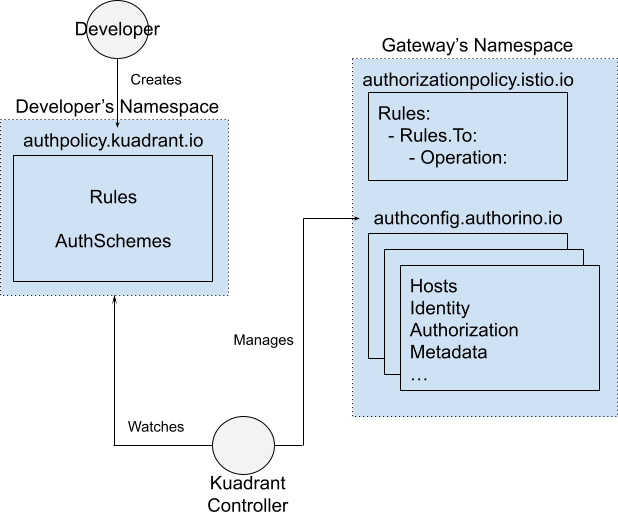 Developer
Creates
Developer's Namespace
authpolicy.kuadrant.io
Rules
AuthSchemes
Gateway's Namespace
authorizationpolicy.istio.io
Rules:
- Rules.To:
- Operation:
authconfig.authorino.io
Hosts
Identity
Authorization
Metadata
...
Manages
Watches
Kuadrant
Controller